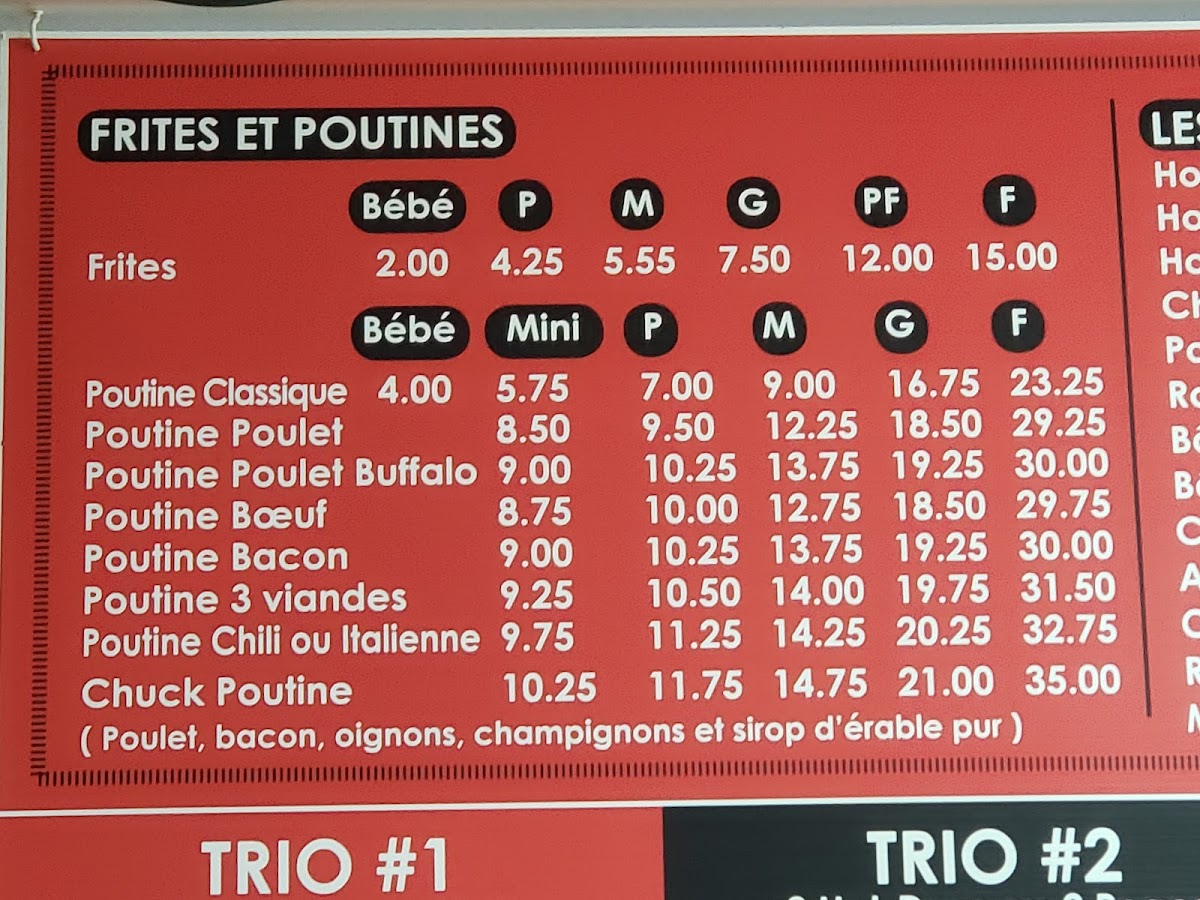 FRITES ET POUTINES
Bébé P M G PF F
Frites 2.00 4.25 5.55 7.50 12.00 15.00
Bébé Mini P M G F
Poutine Classique 4.00 5.75 7.00 9.00 16.75 23.25
Poutine Poulet 8.50 9.50 12.25 18.50 29.25
Poutine Poulet Buffalo 9.00 10.25 13.75 19.25 30.00
Poutine Bœuf 8.75 10.00 12.75 18.50 29.75
Poutine Bacon 9.00 10.25 13.75 19.25 30.00
Poutine 3 viandes 9.25 10.50 14.00 19.75 31.50
Poutine Chili ou Italienne 9.75 11.25 14.25 20.25 32.75
Chuck Poutine 10.25 11.75 14.75 21.00 35.00
( Poulet, bacon, oignons, champignons et sirop d'érable pur )
LES
Ho
Ho
Ho
Ch
Po
Ro
TRIO #1
TRIO #2